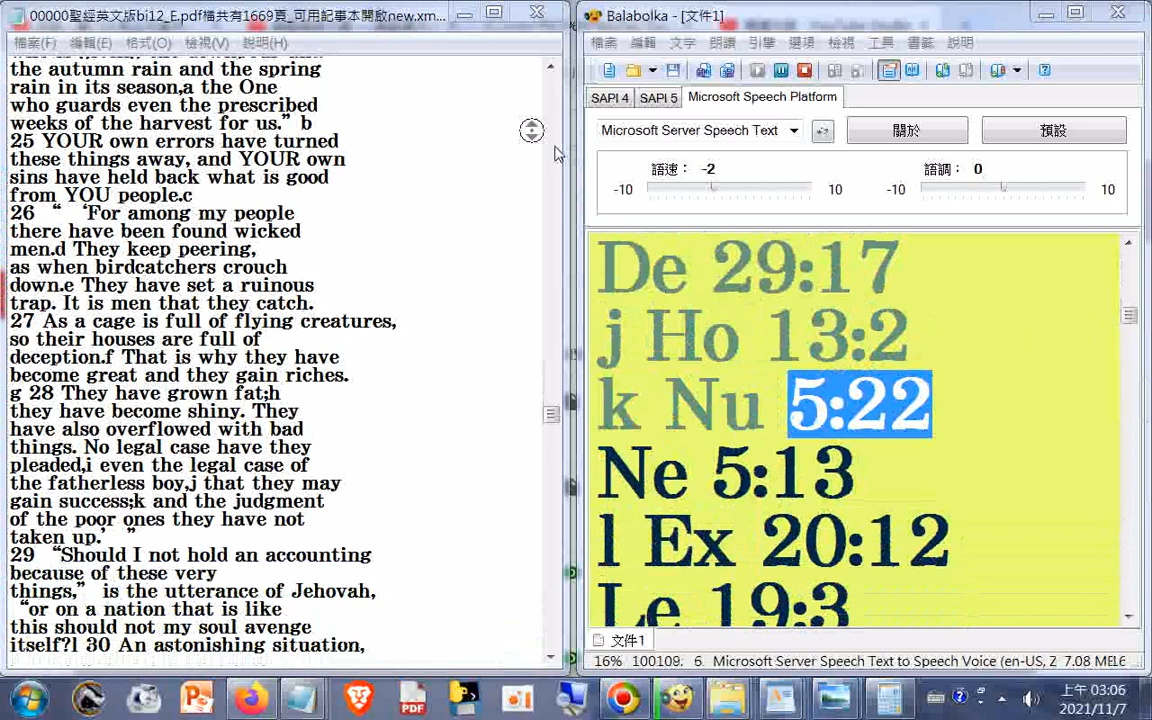 00000聖經英文版bi12_E.pdf檔共有1669頁_可用記事本開啟new.xm...
檔案(F) 編輯(E) 格式(O) 檢視(V) 說明(H)
the autumn rain and the spring
rain in its season,a the One
who guards even the prescribed
weeks of the harvest for us.” b
25 YOUR own errors have turned
these things away, and YOUR own
sins have held back what is good
from YOU people.c
26 “ ‘For among my people
there have been found wicked
men.d They keep peering,
as when birdcatchers crouch
down.e They have set a ruinous
trap. It is men that they catch.
27 As a cage is full of flying creatures,
so their houses are full of
deception.f That is why they have
become great and they gain riches.
g 28 They have grown fat;h
they have become shiny. They
have also overflowed with bad
things. No legal case have they
pleaded,i even the legal case of
the fatherless boy,j that they may
gain success;k and the judgment
of the poor ones they have not
taken up.’ ”
29 “Should I not hold an accounting
because of these very
things,” is the utterance of Jehovah,
“or on a nation that is like
this should not my soul avenge
itself?l 30 An astonishing situation,
Balabolka - [文件1]
檔案 編輯 文字 朗讀 引擎 選項 檢視 工具 書籤 說明
SAPI 4 SAPI 5 Microsoft Speech Platform
Microsoft Server Speech Text 關於 預設
語速： -2 語調： 0
-10 10 -10 10
De 29:17
j Ho 13:2
k Nu 5:22
Ne 5:13
l Ex 20:12
Le 19:3
文件1
16% 100109. 6. Microsoft Server Speech Text to Speech Voice (en-US, Z 7.08 ME
上午 03:06
2021/11/7